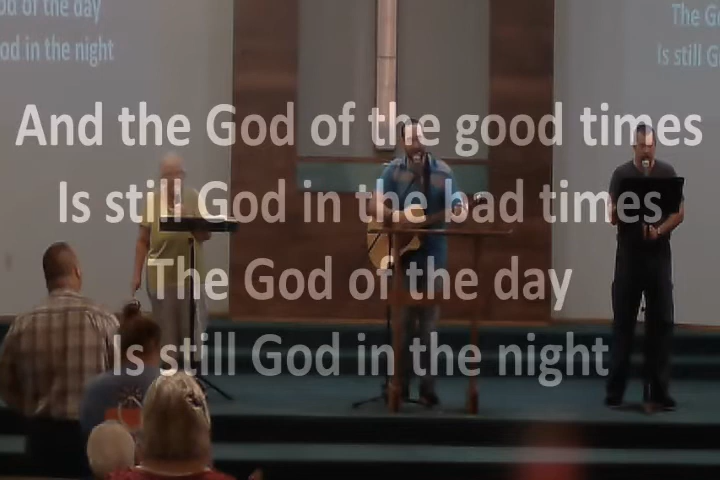 od of the day
od in the night
The G
Is still G
And the God of the good times
Is still God in the bad times
The God of the day
Is still God in the night